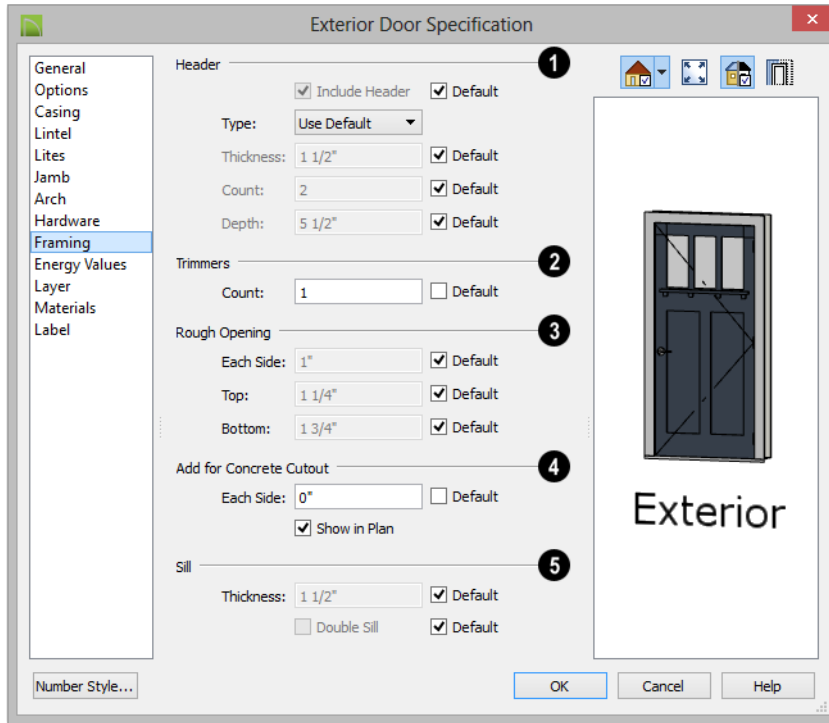 Exterior Door Specification
General
Options
Casing
Lintel
Lites
Jamb
Arch
Hardware
Framing
Energy Values
Layer
Materials
Label
Header
1
Include Header Default
Type: Use Default
Thickness: 1 1/2" Default
Count: 2 Default
Depth: 5 1/2" Default
Trimmers
2
Count: 1 Default
Rough Opening
3
Each Side: 1" Default
Top: 1 1/4" Default
Bottom: 1 3/4" Default
Add for Concrete Cutout
4
Each Side: 0" Default
Show in Plan
Sill
5
Thickness: 1 1/2" Default
Double Sill Default
Exterior
Number Style...
OK
Cancel
Help